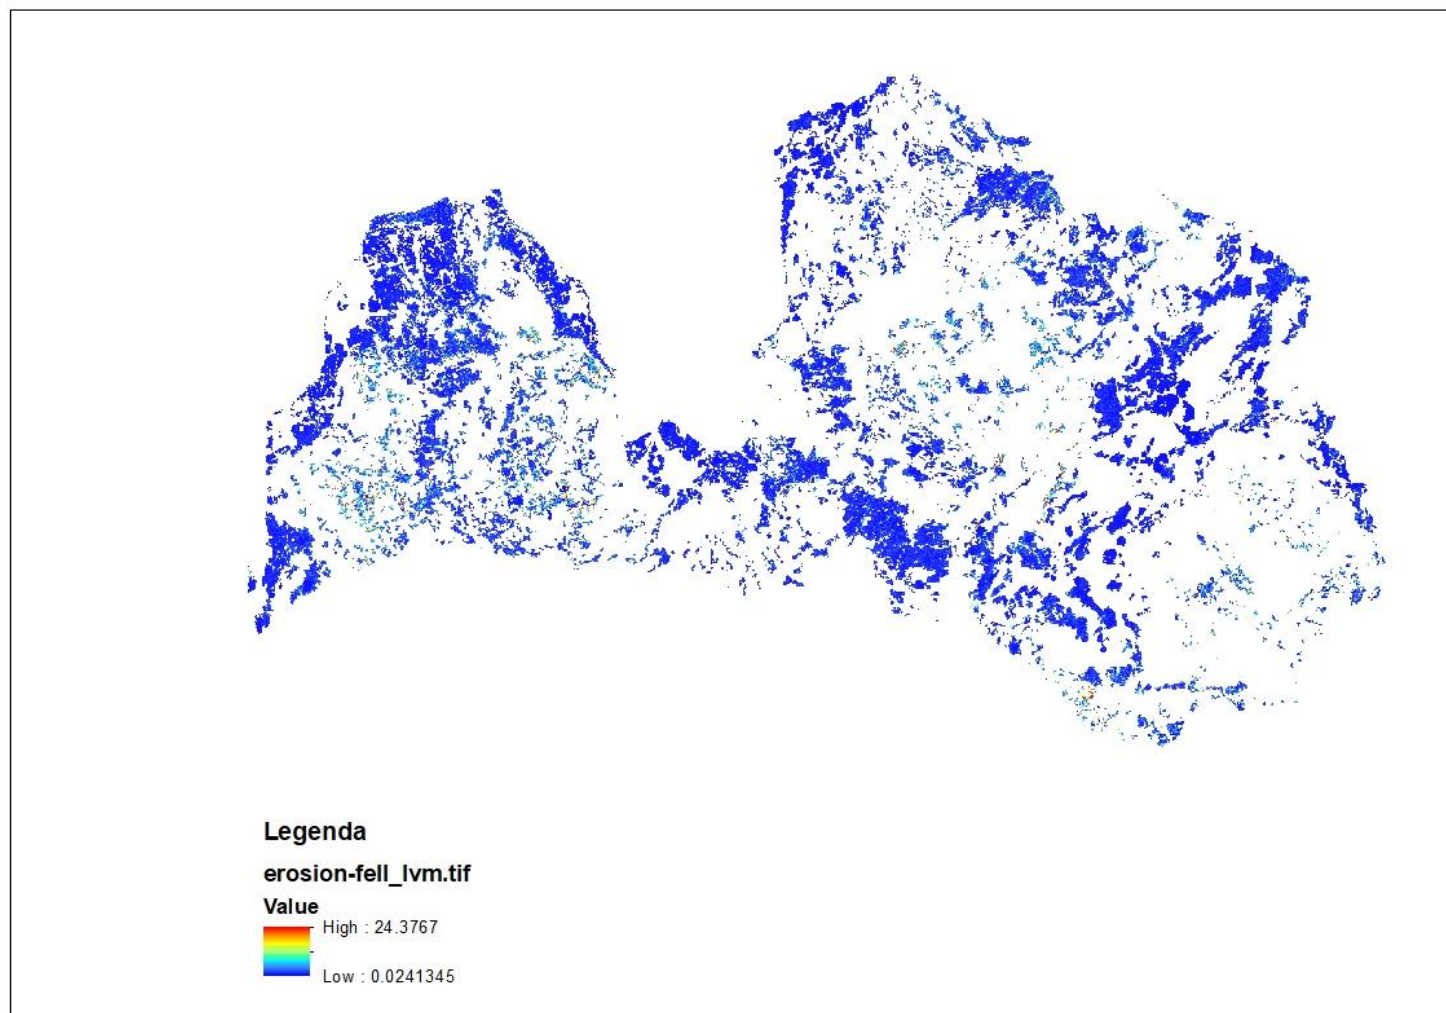 Legenda
erosion-fell_lvm.tif
Value
High : 24.3767
Low : 0.0241345